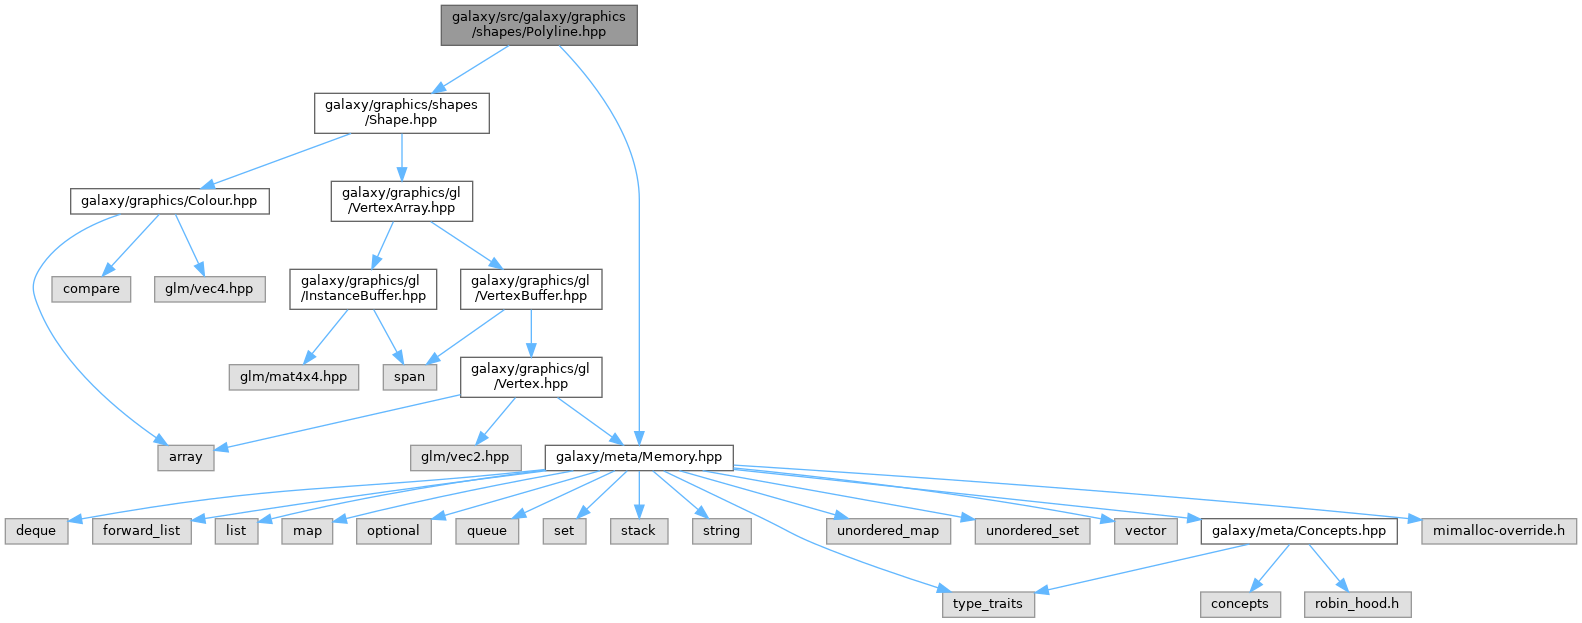 galaxy/src/galaxy/graphics
/shapes/Polyline.hpp
galaxy/graphics/shapes
/Shape.hpp
galaxy/graphics/Colour.hpp
galaxy/graphics/gl
/VertexArray.hpp
compare
glm/vec4.hpp
galaxy/graphics/gl
/InstanceBuffer.hpp
galaxy/graphics/gl
/VertexBuffer.hpp
glm/mat4x4.hpp
span
galaxy/graphics/gl
/Vertex.hpp
array
glm/vec2.hpp
galaxy/meta/Memory.hpp
deque
forward_list
list
map
optional
queue
set
stack
string
unordered_map
unordered_set
vector
galaxy/meta/Concepts.hpp
mimalloc-override.h
type_traits
concepts
robin_hood.h